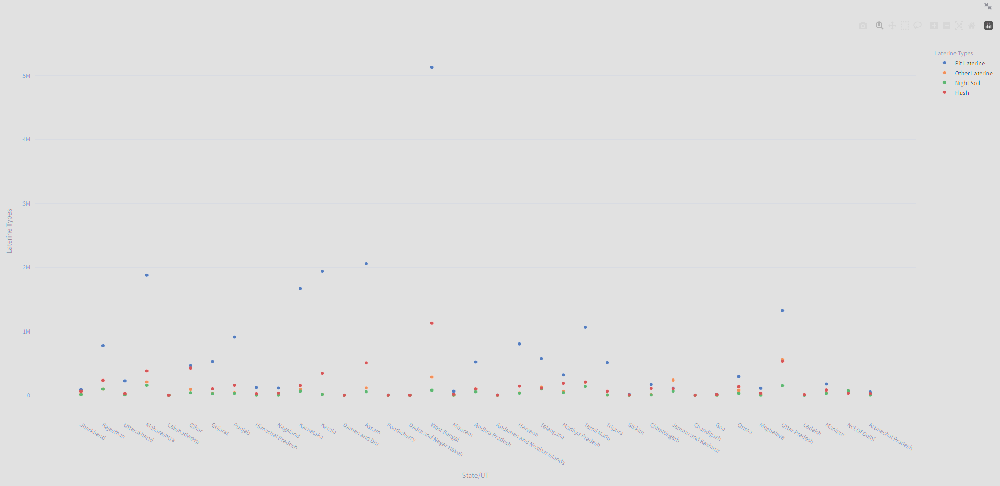 Laterine Types
Pit Laterine
Other Laterine
Night Soil
Flush
5M
4M
3M
2M
1M
0
Laterine Types
Jharkhand
Rajasthan
Uttarakhand
Maharashtra
Lakshadweep
Bihar
Gujarat
Punjab
Himachal Pradesh
Nagaland
Karnataka
Kerala
Daman and Diu
Assam
Pondicherry
Dadra and Nagar Haveli
West Bengal
Mizoram
Andhra Pradesh
Andaman and Nicobar Islands
Haryana
Telangana
Madhya Pradesh
Tamil Nadu
Tripura
Sikkim
Chhattisgarh
Jammu and Kashmir
Chandigarh
Goa
Orissa
Meghalaya
Uttar Pradesh
Ladakh
Manipur
Nct Of Delhi
Arunachal Pradesh
State/UT